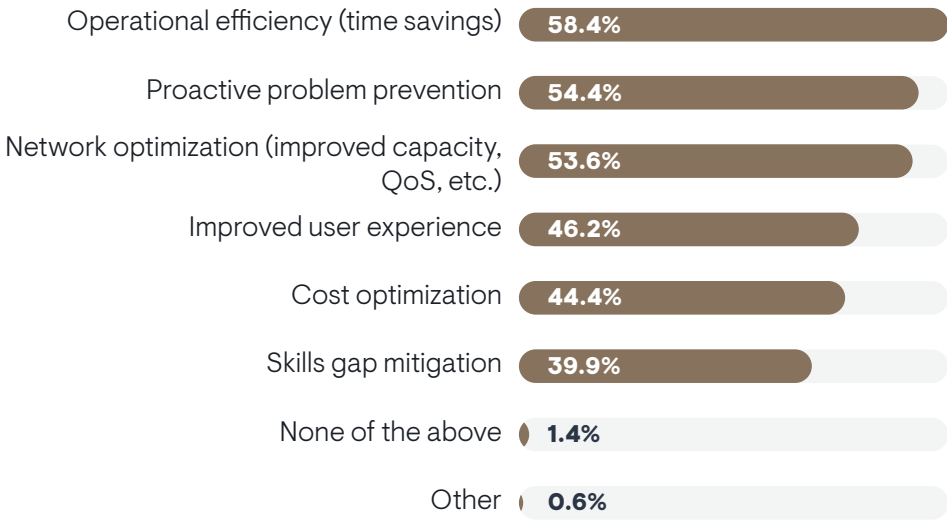 Operational efficiency (time savings) 58.4%
Proactive problem prevention 54.4%
Network optimization (improved capacity,
QoS, etc.) 53.6%
Improved user experience 46.2%
Cost optimization 44.4%
Skills gap mitigation 39.9%
None of the above 1.4%
Other 0.6%